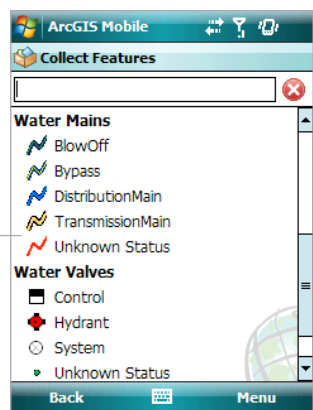 ArcGIS Mobile
Collect Features
Water Mains
BlowOff
Bypass
DistributionMain
TransmissionMain
Unknown Status
Water Valves
Control
Hydrant
System
Unknown Status
Back Menu